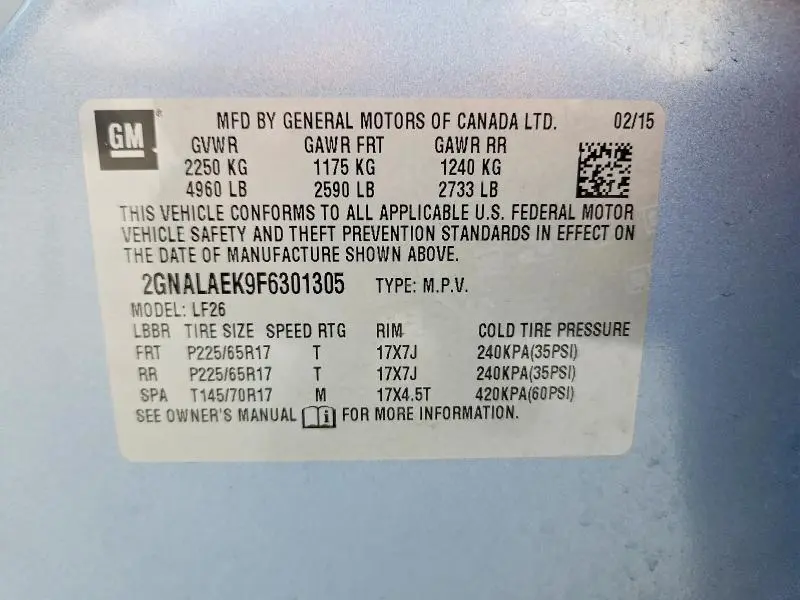 GM
MFD BY GENERAL MOTORS OF CANADA LTD. 02/15
GVWR GAWR FRT GAWR RR
2250 KG 1175 KG 1240 KG
4960 LB 2590 LB 2733 LB
THIS VEHICLE CONFORMS TO ALL APPLICABLE U.S. FEDERAL MOTOR
VEHICLE SAFETY AND THEFT PREVENTION STANDARDS IN EFFECT ON
THE DATE OF MANUFACTURE SHOWN ABOVE.
2GNALAEK9F6301305 TYPE: M.P.V.
MODEL: LF26
LBBR TIRE SIZE SPEED RTG RIM COLD TIRE PRESSURE
FRT P225/65R17 T 17X7J 240KPA(35PSI)
RR P225/65R17 T 17X7J 240KPA(35PSI)
SPA T145/70R17 M 17X4.5T 420KPA(60PSI)
SEE OWNER'S MANUAL FOR MORE INFORMATION.